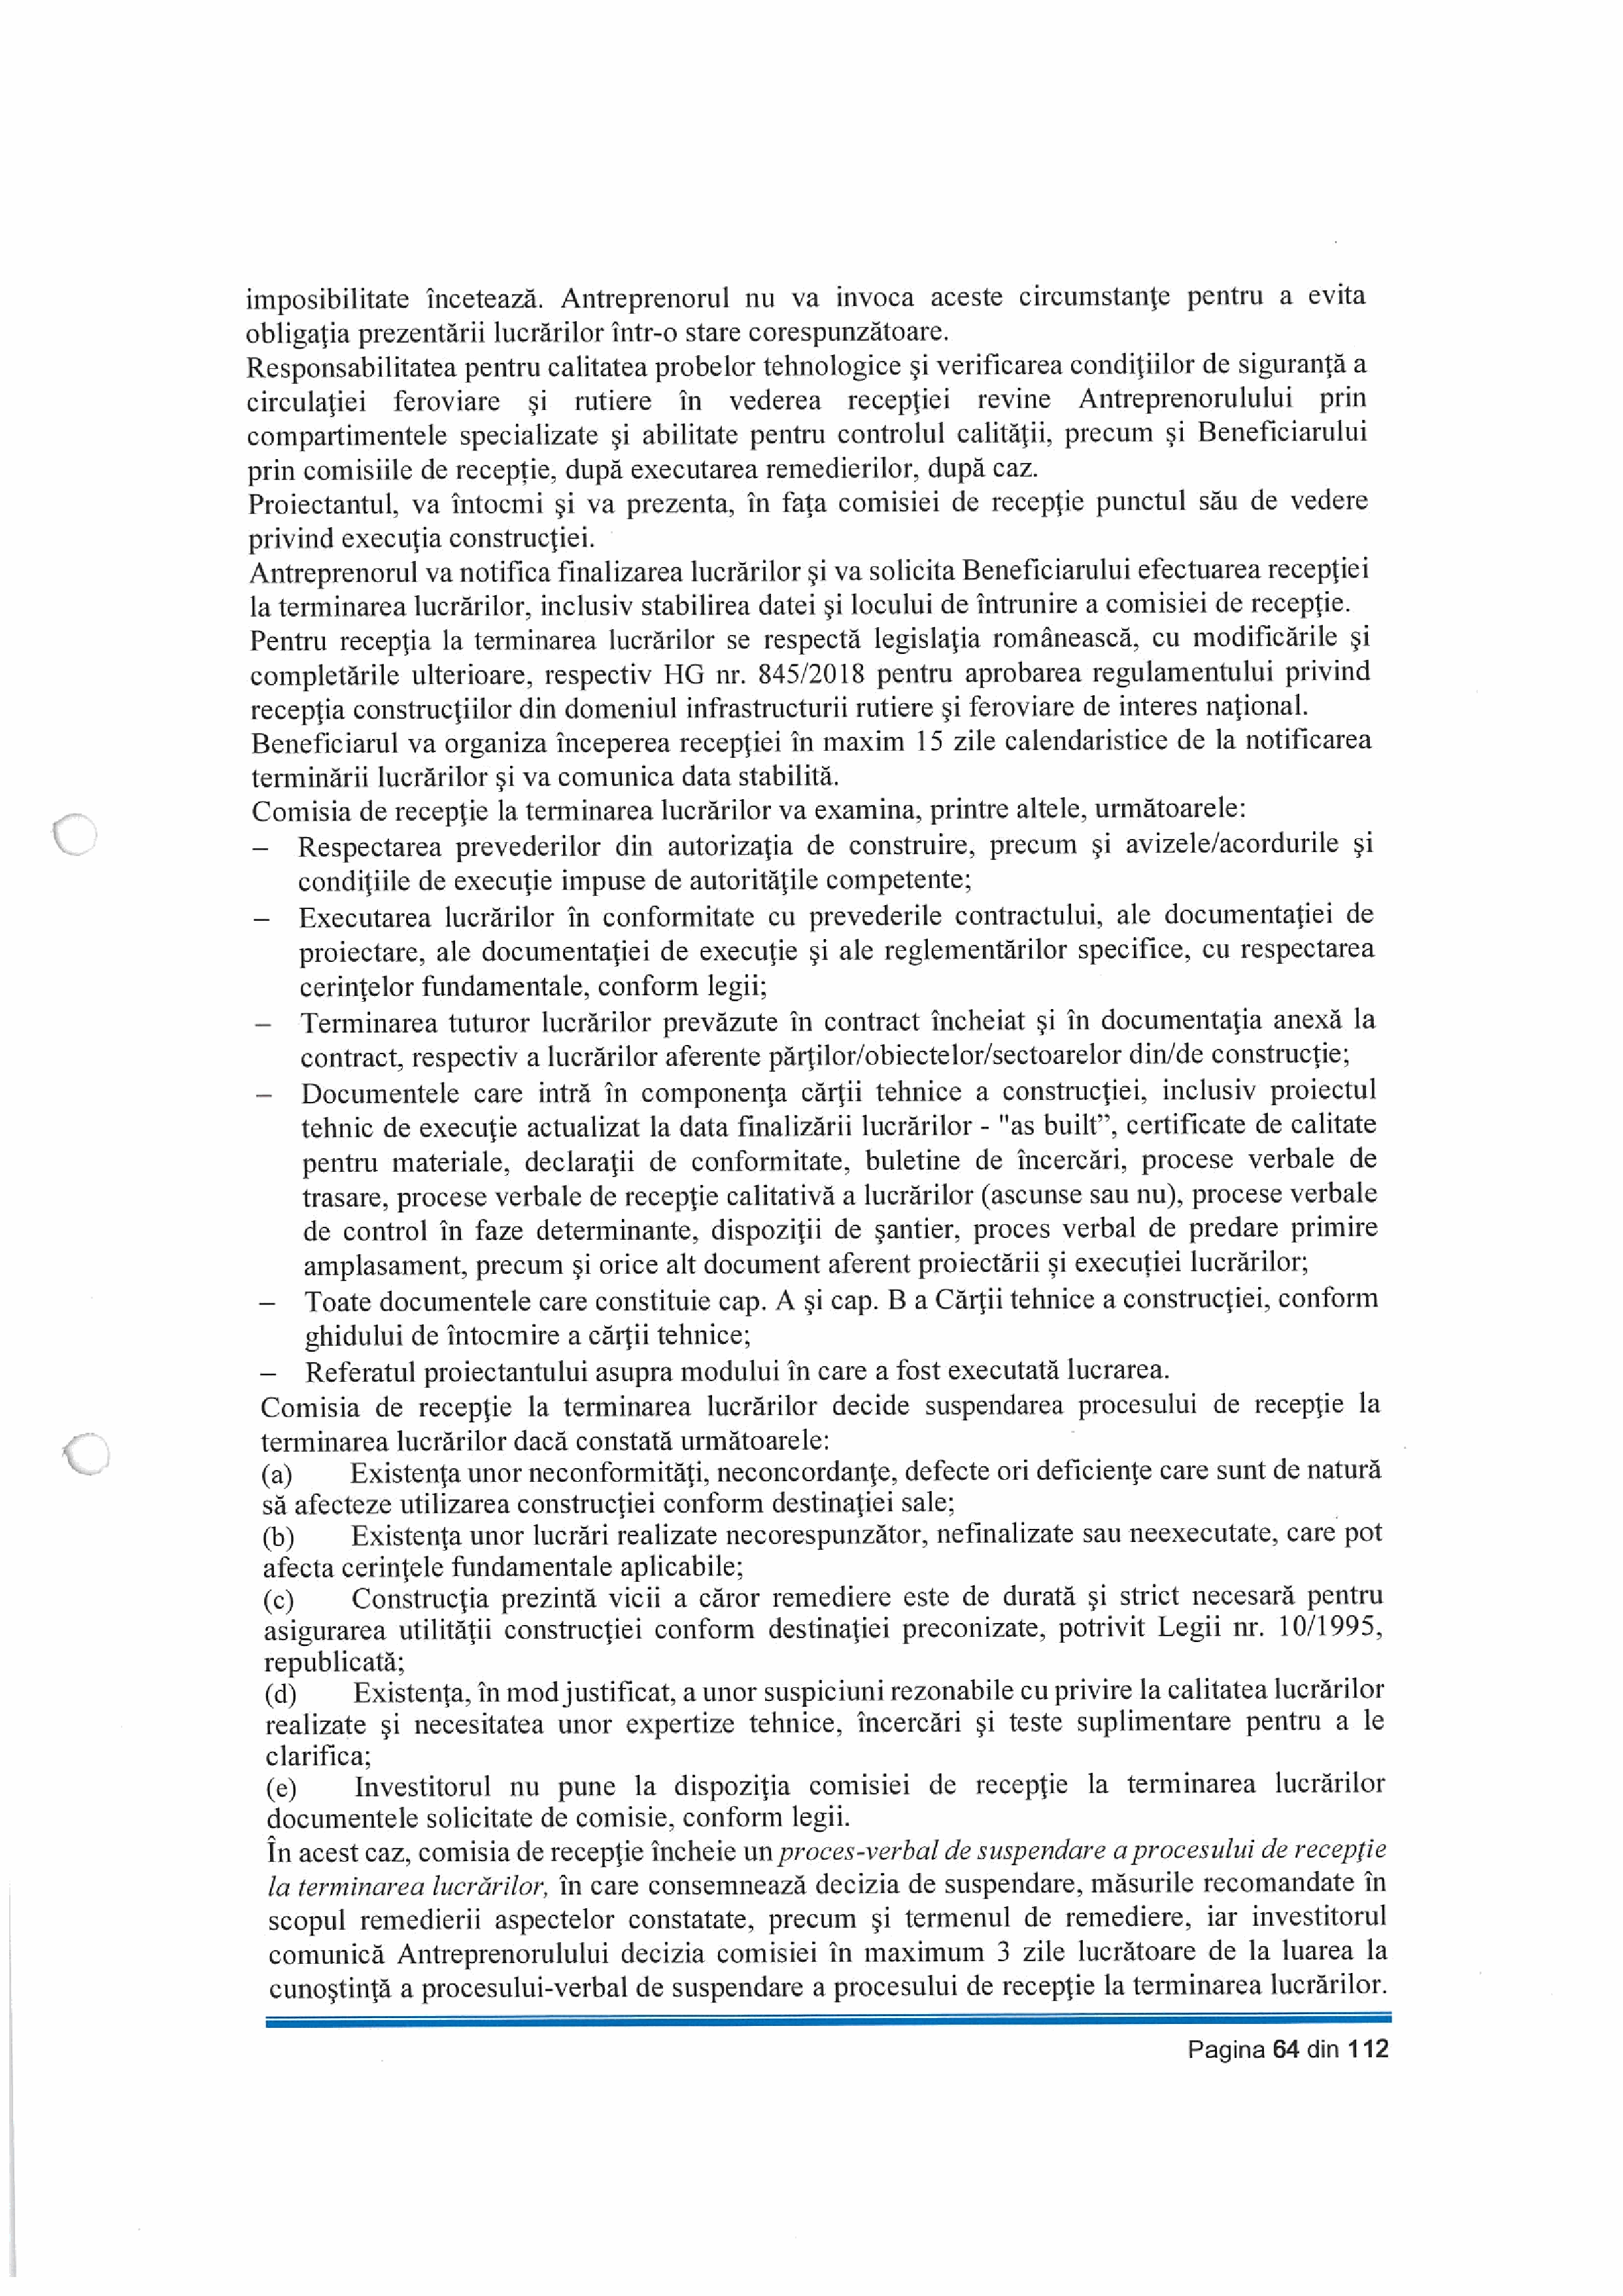 imposibilitate încetează. Antreprenorul nu va invoca aceste circumstanţe pentru a evita
obligaţia prezentării lucrărilor într-o stare corespunzătoare.
Responsabilitatea pentru calitatea probelor tehnologice şi verificarea condiţiilor de siguranţă a
circulaţiei feroviare şi rutiere în vederea recepţiei revine Antreprenorulului prin
compartimentele specializate şi abilitate pentru controlul calităţii, precum şi Beneficiarului
prin comisiile de recepție, după executarea remedierilor, după caz.
Proiectantul, va întocmi şi va prezenta, în faţa comisiei de recepţie punctul său de vedere
privind execuţia construcţiei.
Antreprenorul va notifica finalizarea lucrărilor şi va solicita Beneficiarului efectuarea recepţiei
la terminarea lucrărilor, inclusiv stabilirea datei şi locului de întrunire a comisiei de recepţie.
Pentru recepţia la terminarea lucrărilor se respectă legislaţia românească, cu modificările şi
completările ulterioare, respectiv HG nr. 845/2018 pentru aprobarea regulamentului privind
recepţia construcţiilor din domeniul infrastructurii rutiere şi feroviare de interes naţional.
Beneficiarul va organiza începerea recepţiei în maxim 15 zile calendaristice de la notificarea
terminării lucrărilor şi va comunica data stabilită.
Comisia de recepţie la terminarea lucrărilor va examina, printre altele, următoarele:
– Respectarea prevederilor din autorizaţia de construire, precum şi avizele/acordurile şi
condiţiile de execuţie impuse de autorităţile competente;
– Executarea lucrărilor în conformitate cu prevederile contractului, ale documentaţiei de
proiectare, ale documentaţiei de execuţie şi ale reglementărilor specifice, cu respectarea
cerinţelor fundamentale, conform legii;
– Terminarea tuturor lucrărilor prevăzute în contract încheiat şi în documentaţia anexă la
contract, respectiv a lucrărilor aferente părţilor/obiectelor/sectoarelor din/de construcţie;
– Documentele care intră în componenţa cărţii tehnice a construcţiei, inclusiv proiectul
tehnic de execuţie actualizat la data finalizării lucrărilor - "as built”, certificate de calitate
pentru materiale, declaraţii de conformitate, buletine de încercări, procese verbale de
trasare, procese verbale de recepţie calitativă a lucrărilor (ascunse sau nu), procese verbale
de control în faze determinante, dispoziţii de şantier, proces verbal de predare primire
amplasament, precum şi orice alt document aferent proiectării și execuției lucrărilor;
– Toate documentele care constituie cap. A şi cap. B a Cărţii tehnice a construcţiei, conform
ghidului de întocmire a cărţii tehnice;
– Referatul proiectantului asupra modului în care a fost executată lucrarea.
Comisia de recepţie la terminarea lucrărilor decide suspendarea procesului de recepţie la
terminarea lucrărilor dacă constată următoarele:
(a) Existenţa unor neconformităţi, neconcordanţe, defecte ori deficienţe care sunt de natură
să afecteze utilizarea construcţiei conform destinaţiei sale;
(b) Existenţa unor lucrări realizate necorespunzător, nefinalizate sau neexecutate, care pot
afecta cerinţele fundamentale aplicabile;
(c) Construcţia prezintă vicii a căror remediere este de durată şi strict necesară pentru
asigurarea utilităţii construcţiei conform destinaţiei preconizate, potrivit Legii nr. 10/1995,
republicată;
(d) Existenţa, în mod justificat, a unor suspiciuni rezonabile cu privire la calitatea lucrărilor
realizate şi necesitatea unor expertize tehnice, încercări şi teste suplimentare pentru a le
clarifica;
(e) Investitorul nu pune la dispoziţia comisiei de recepţie la terminarea lucrărilor
documentele solicitate de comisie, conform legii.
În acest caz, comisia de recepţie încheie un proces-verbal de suspendare a procesului de recepţie
la terminarea lucrărilor, în care consemnează decizia de suspendare, măsurile recomandate în
scopul remedierii aspectelor constatate, precum şi termenul de remediere, iar investitorul
comunică Antreprenorulului decizia comisiei în maximum 3 zile lucrătoare de la luarea la
cunoştinţă a procesului-verbal de suspendare a procesului de recepţie la terminarea lucrărilor.
Pagina 64 din 112